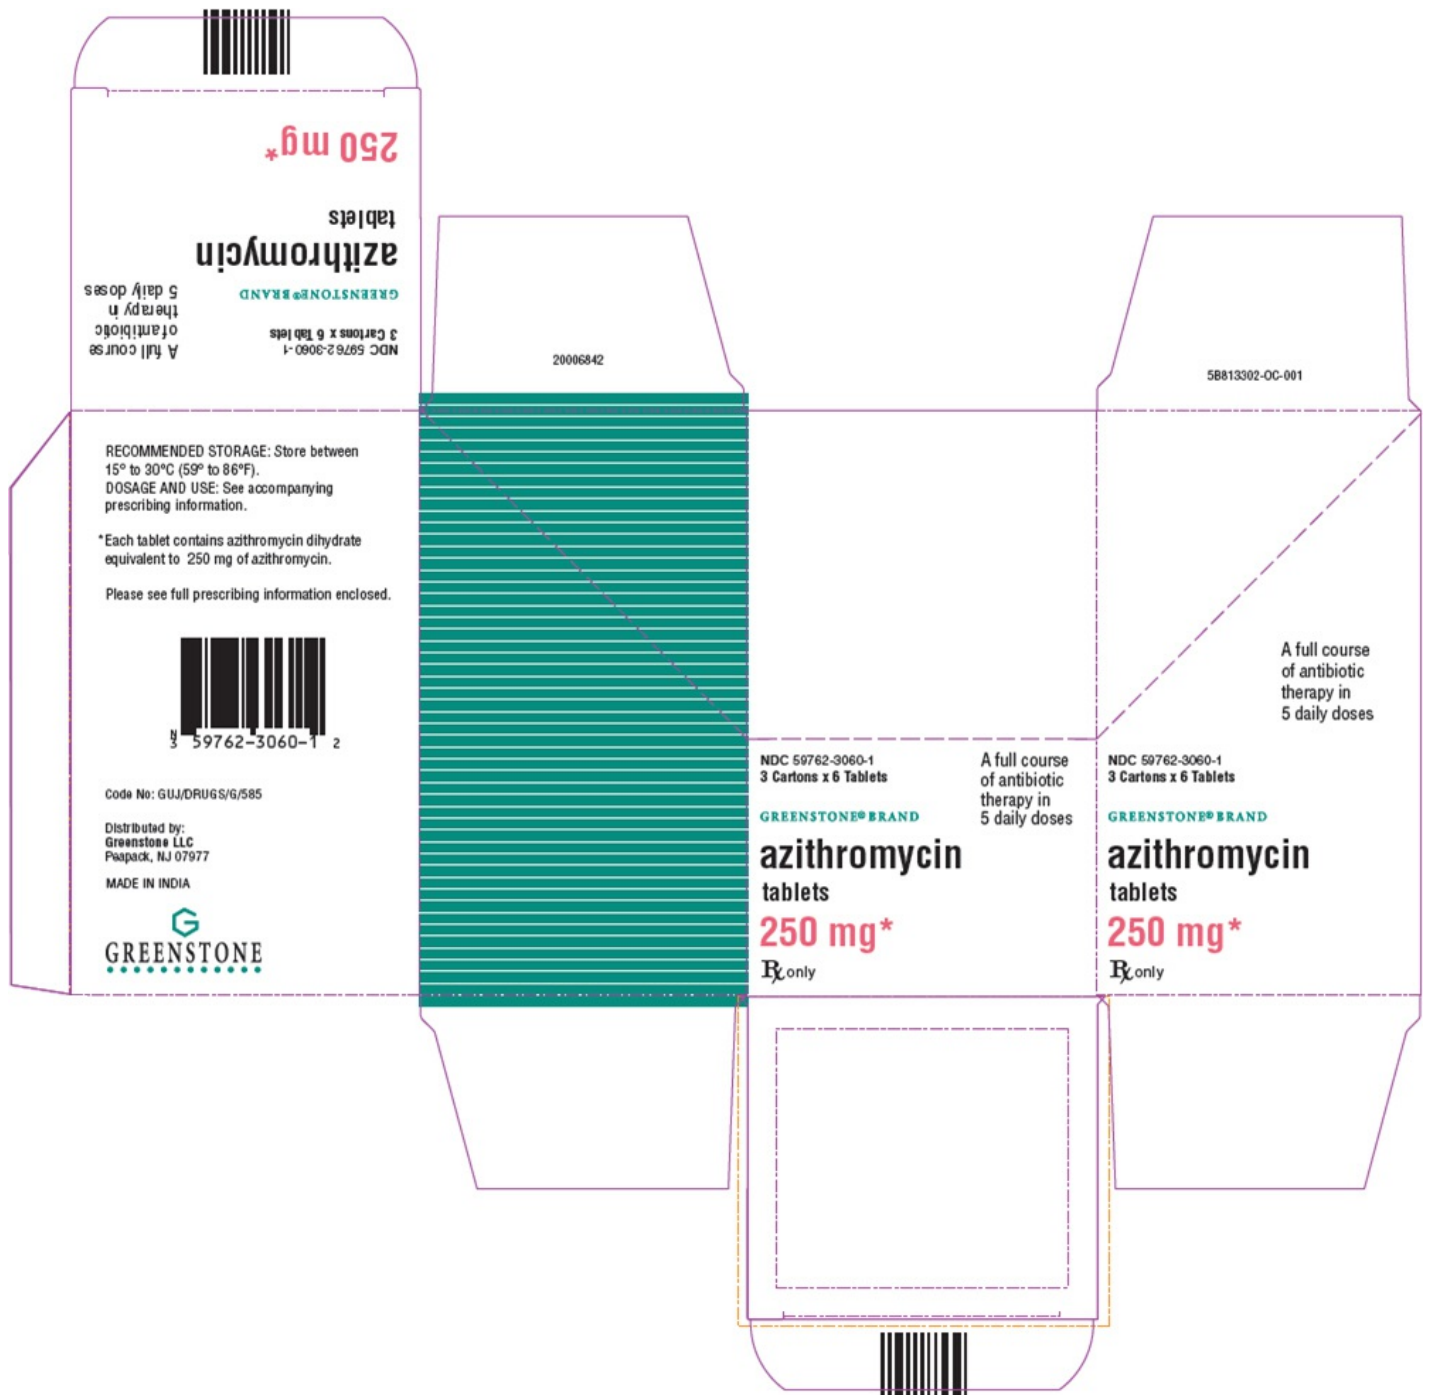 250 mg*
tablets
azithromycin
GREENSTONE® BRAND
3 Cartons x 6 Tablets
NDC 59762-3060-1
A full course
of antibiotic
therapy in
5 daily doses
20006842
5B813302-OC-001
RECOMMENDED STORAGE: Store between
15° to 30°C (59° to 86°F).
DOSAGE AND USE: See accompanying
prescribing information.
*Each tablet contains azithromycin dihydrate
equivalent to 250 mg of azithromycin.
Please see full prescribing information enclosed.
N
3 59762-3060-1 2
Code No: GUJ/DRUGS/G/585
Distributed by:
Greenstone LLC
Peapack, NJ 07977
MADE IN INDIA
G
GREENSTONE
NDC 59762-3060-1
3 Cartons x 6 Tablets
A full course
of antibiotic
therapy in
5 daily doses
GREENSTONE® BRAND
azithromycin
tablets
250 mg*
Rx only
A full course
of antibiotic
therapy in
5 daily doses
NDC 59762-3060-1
3 Cartons x 6 Tablets
GREENSTONE® BRAND
azithromycin
tablets
250 mg*
Rx only